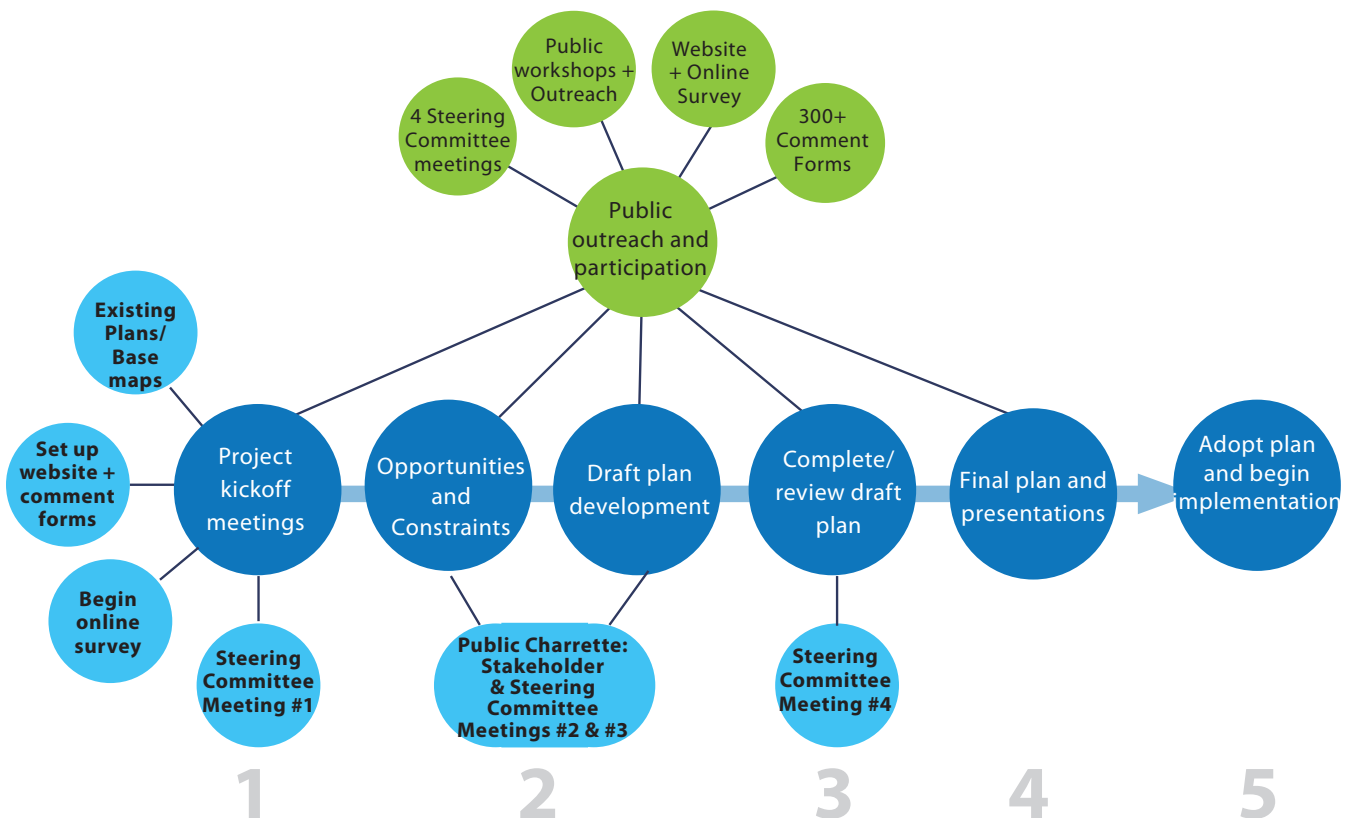 Public
workshops +
Outreach
Website
+ Online
Survey
4 Steering
Committee
meetings
300+
Comment
Forms
Public
outreach and
participation
Existing
Plans/
Base
maps
Set up
website +
comment
forms
Begin
online
survey
Project
kickoff
meetings
Opportunities
and
Constraints
Draft plan
development
Complete/
review draft
plan
Final plan and
presentations
Adopt plan
and begin
implementation
Steering
Committee
Meeting #1
Public Charrette:
Stakeholder
& Steering
Committee
Meetings #2 & #3
Steering
Committee
Meeting #4
1
2
3
4
5